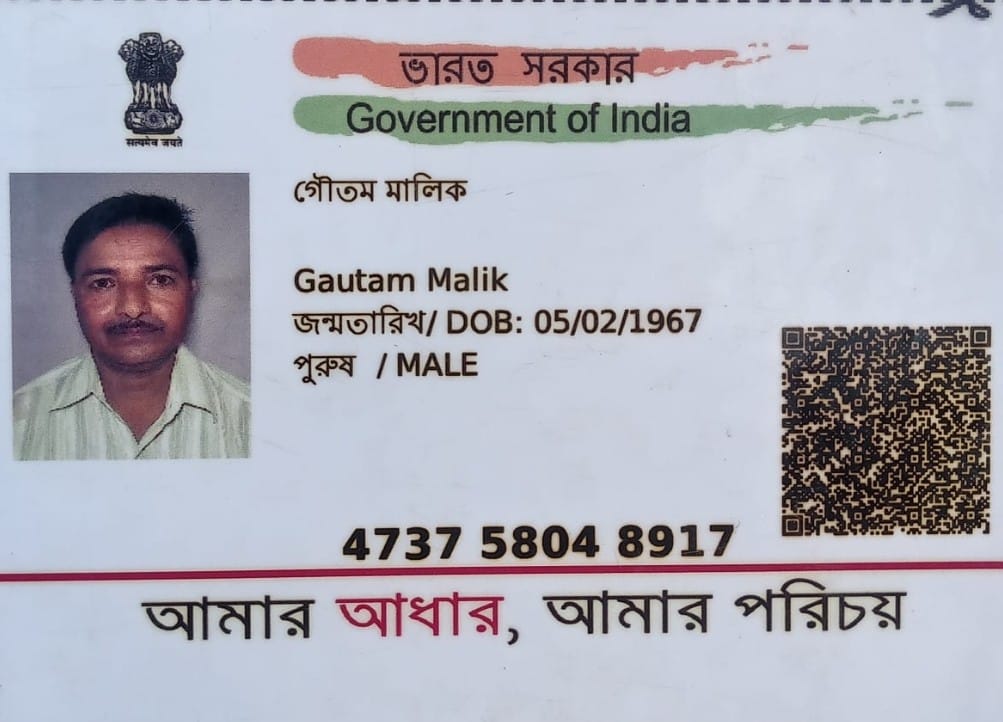 ভারত সরকার
Government of India
सत्यमेव जयते
গৌতম মালিক
Gautam Malik
জন্মতারিখ/ DOB: 05/02/1967
পুরুষ / MALE
4737 5804 8917
আমার আধার, আমার পরিচয়